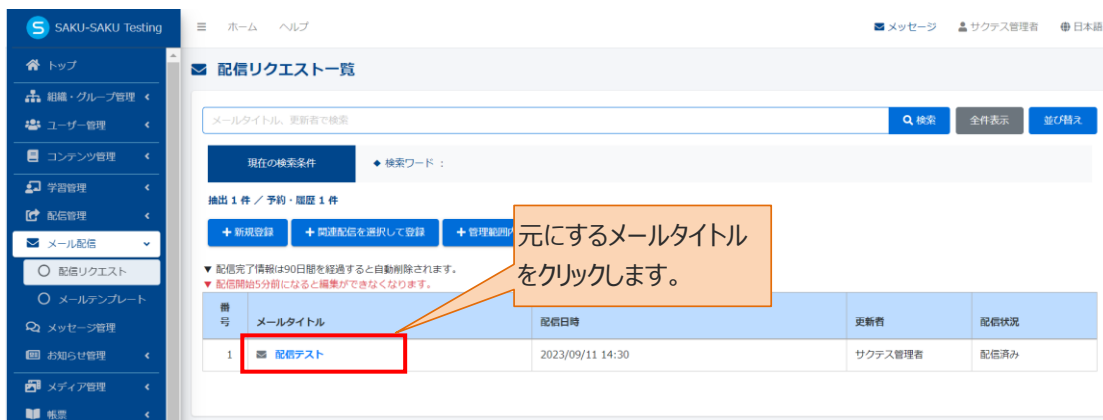 SAKU-SAKU Testing
ホーム ヘルプ
メッセージ サクテス管理者 日本語
トップ
組織・グループ管理
ユーザー管理
コンテンツ管理
学習管理
配信管理
メール配信
配信リクエスト
メールテンプレート
メッセージ管理
お知らせ管理
メディア管理
帳票
配信リクエスト一覧
メールタイトル、更新者で検索
検索 全件表示 並び替え
現在の検索条件 ◆ 検索ワード :
抽出 1 件 / 予約・履歴 1 件
+ 新規登録 + 関連配信を選択して登録 + 管理範囲内
元にするメールタイトル
をクリックします。
▼ 配信完了情報は90日間を経過すると自動削除されます。
▼ 配信開始5分前になると編集ができなくなります。
番号 メールタイトル 配信日時 更新者 配信状況
1 配信テスト 2023/09/11 14:30 サクテス管理者 配信済み